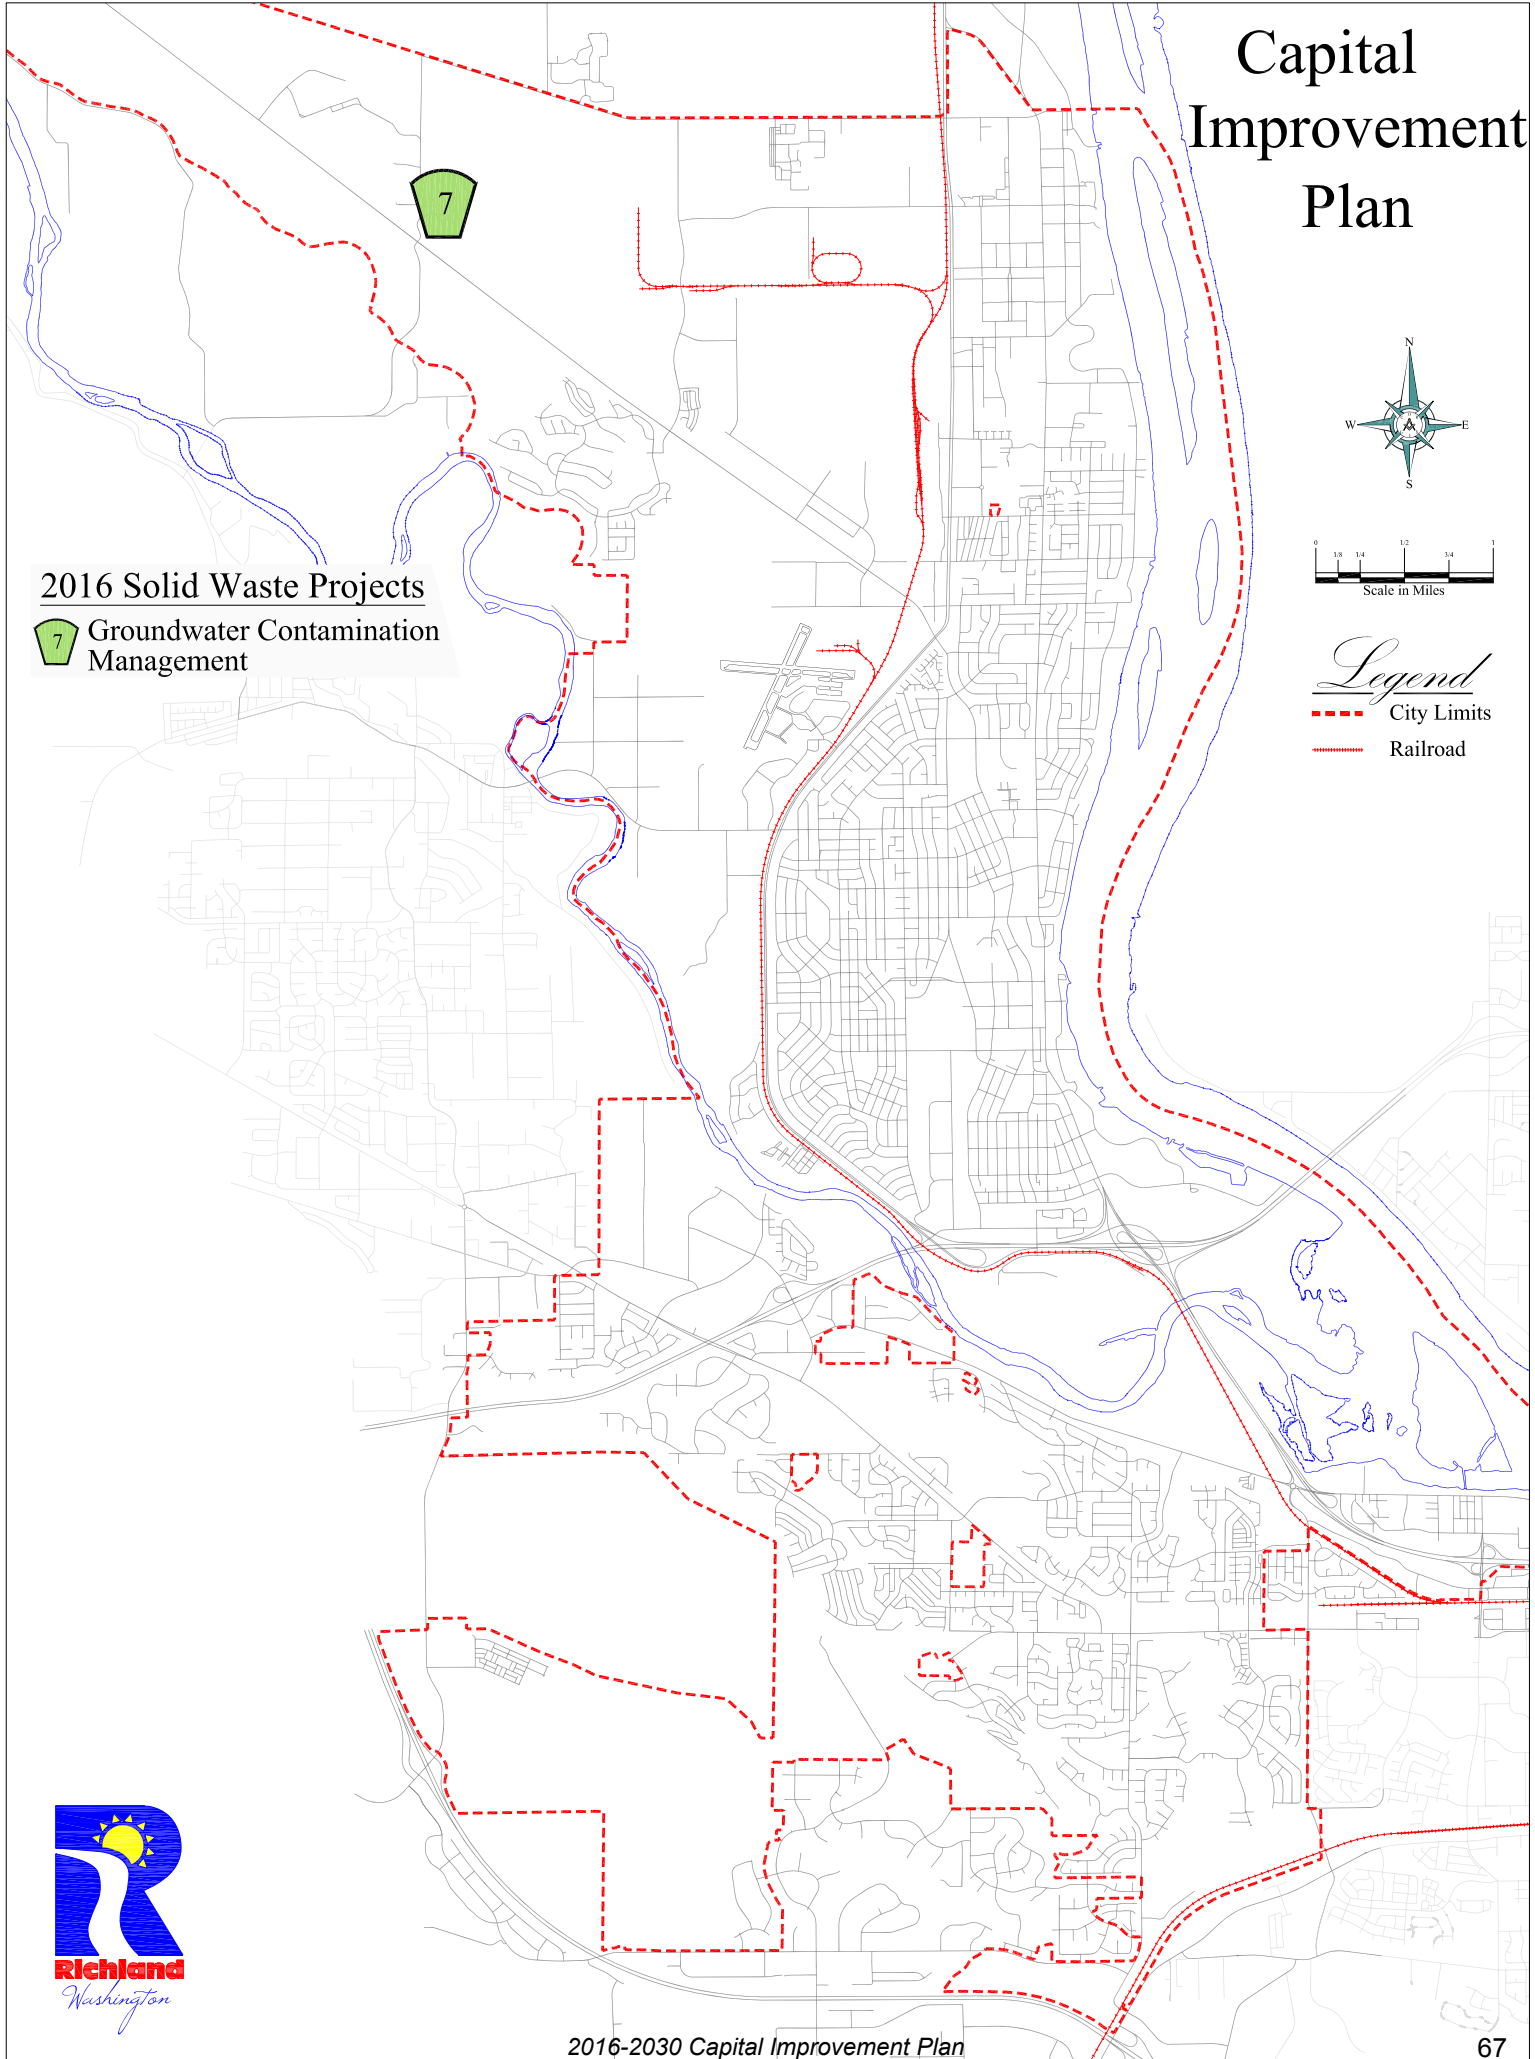 Capital
Improvement
Plan
7
N
W E
S
0 1/8 1/4 1/2 3/4 1
Scale in Miles
2016 Solid Waste Projects
7 Groundwater Contamination
Management
Legend
City Limits
Railroad
Richland
Washington
2016-2030 Capital Improvement Plan
67